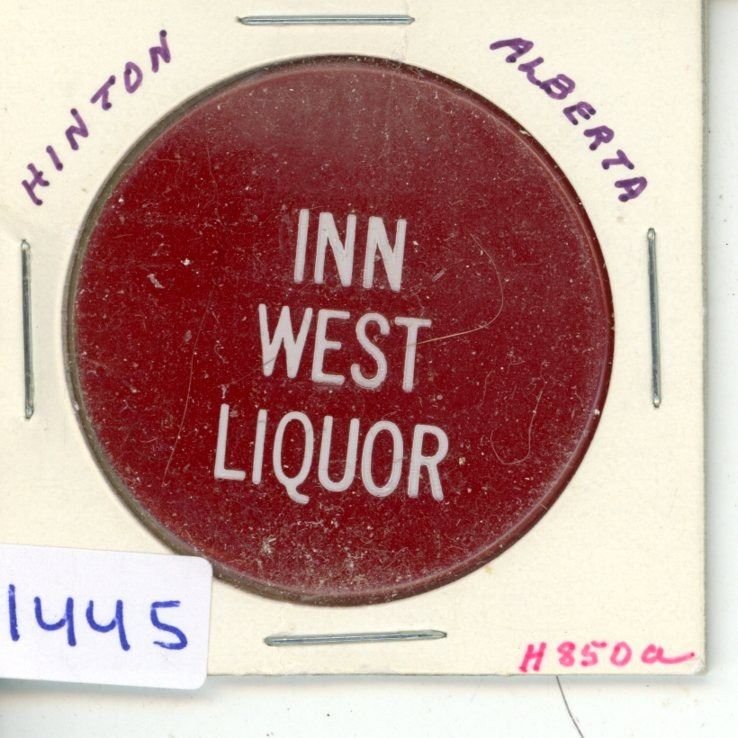 HINTON
ALBERTA
INN
WEST
LIQUOR
1445
H850a